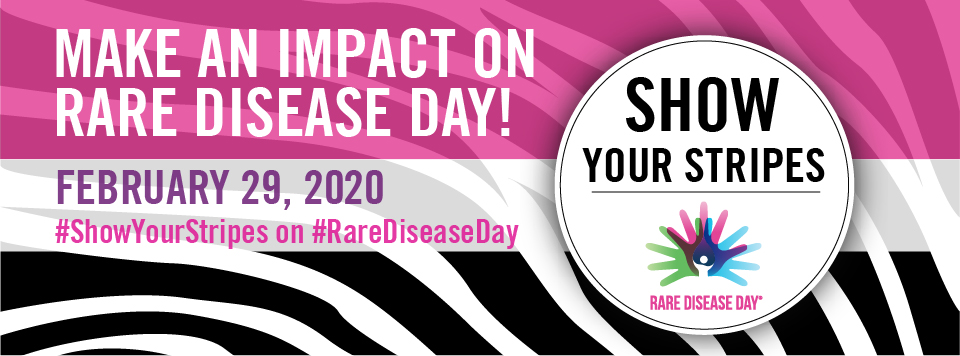 MAKE AN IMPACT ON
RARE DISEASE DAY!
FEBRUARY 29, 2020
#ShowYourStripes on #RareDiseaseDay
SHOW
YOUR STRIPES
RARE DISEASE DAY®